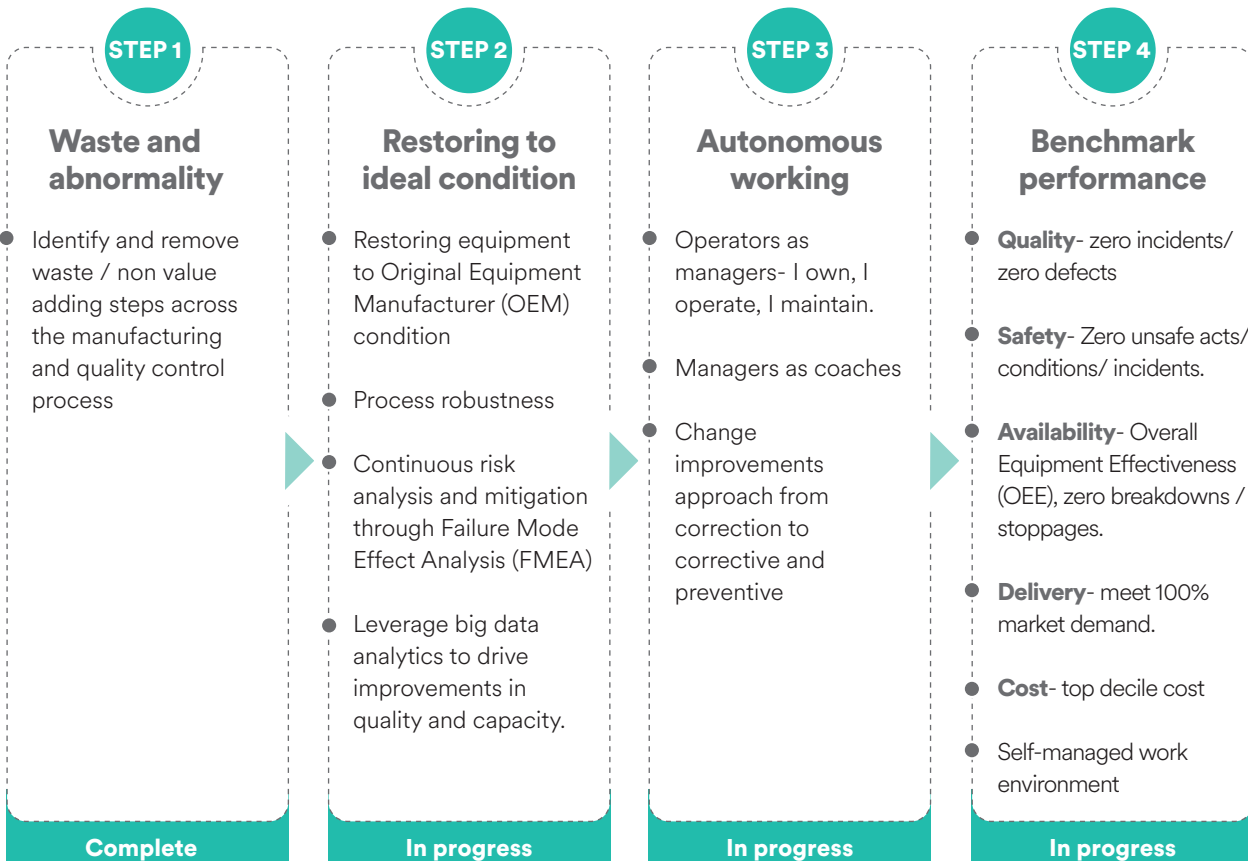 STEP 1
Waste and
abnormality
Identify and remove
waste / non value
adding steps across
the manufacturing
and quality control
process
Complete
STEP 2
Restoring to
ideal condition
Restoring equipment
to Original Equipment
Manufacturer (OEM)
condition
Process robustness
Continuous risk
analysis and mitigation
through Failure Mode
Effect Analysis (FMEA)
Leverage big data
analytics to drive
improvements in
quality and capacity.
In progress
STEP 3
Autonomous
working
Operators as
managers- I own, I
operate, I maintain.
Managers as coaches
Change
improvements
approach from
correction to
corrective and
preventive
In progress
STEP 4
Benchmark
performance
Quality- zero incidents/
zero defects
Safety- Zero unsafe acts/
conditions/ incidents.
Availability- Overall
Equipment Effectiveness
(OEE), zero breakdowns /
stoppages.
Delivery- meet 100%
market demand.
Cost- top decile cost
Self-managed work
environment
In progress